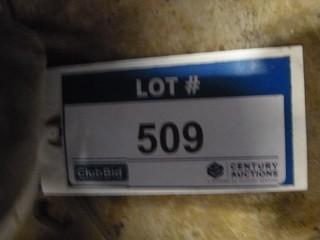 LOT #
509
ClubBid
CENTURY
AUCTIONS